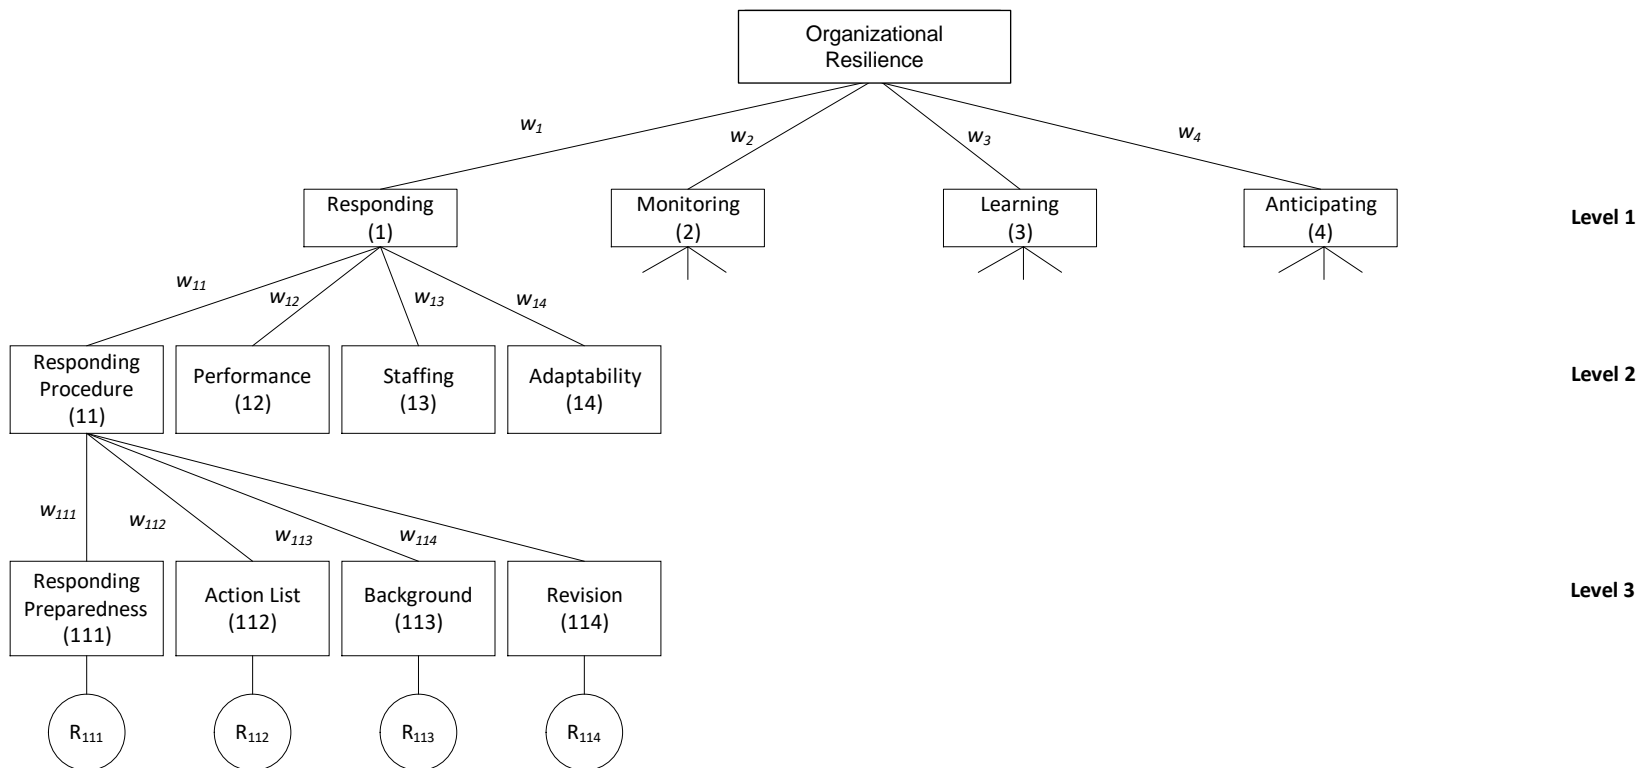 Organizational
Resilience
w₁
w₂
w₃
w₄
Responding
(1)
Monitoring
(2)
Learning
(3)
Anticipating
(4)
Level 1
w₁₁
w₁₂
w₁₃
w₁₄
Responding
Procedure
(11)
Performance
(12)
Staffing
(13)
Adaptability
(14)
Level 2
w₁₁₁
w₁₁₂
w₁₁₃
w₁₁₄
Responding
Preparedness
(111)
Action List
(112)
Background
(113)
Revision
(114)
Level 3
R₁₁₁
R₁₁₂
R₁₁₃
R₁₁₄